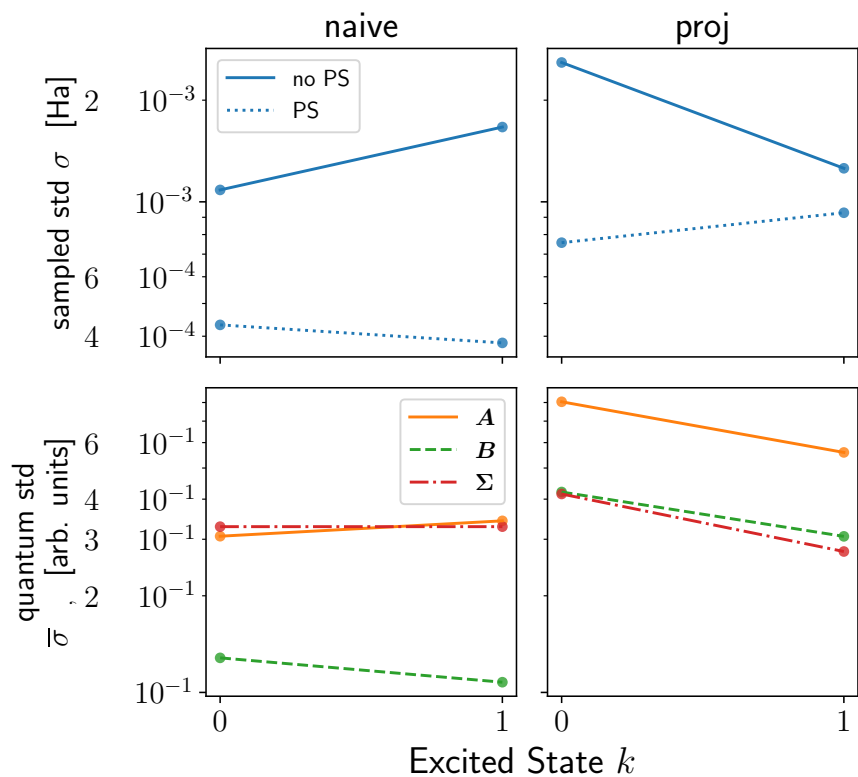 naive
proj
sampled std σ [Ha]
2 10⁻³
10⁻³
6 10⁻⁴
4 10⁻⁴
no PS
PS
quantum std
σ̅ , [arb. units]
6 10⁻¹
4 10⁻¹
3 10⁻¹
2 10⁻¹
10⁻¹
A
B
Σ
0 1 0 1
Excited State k